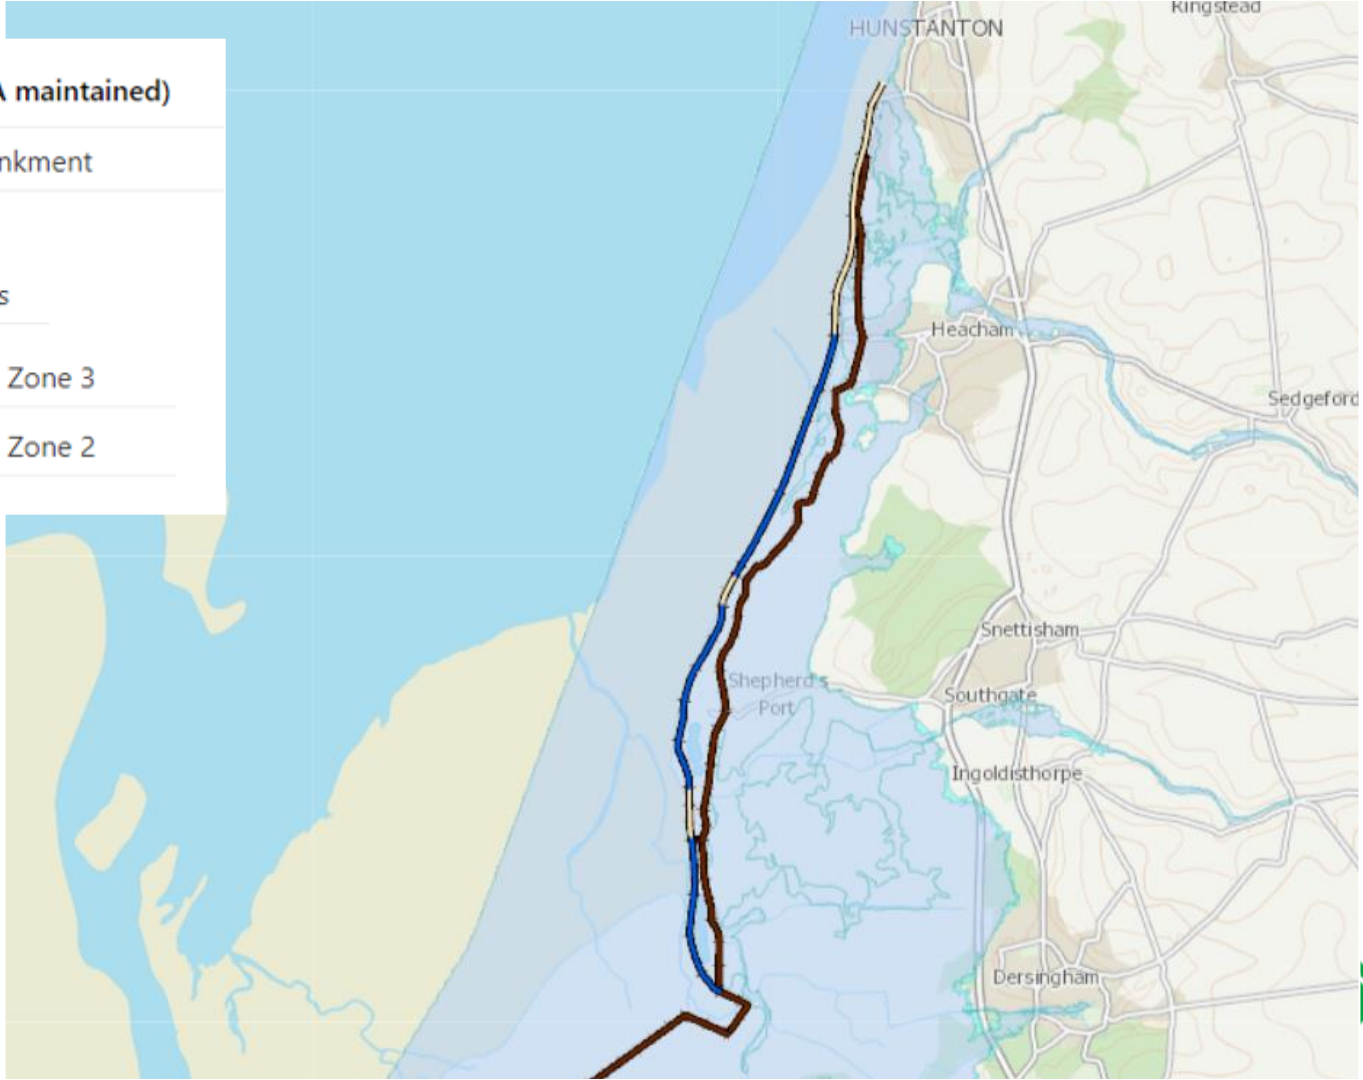 maintained)
nkment
s
Zone 3
Zone 2
Ringstead
HUNSTANTON
Heacham
Sedgeford
Snettisham
Shepherd's
Port
Southgate
Ingoldisthorpe
Dersingham